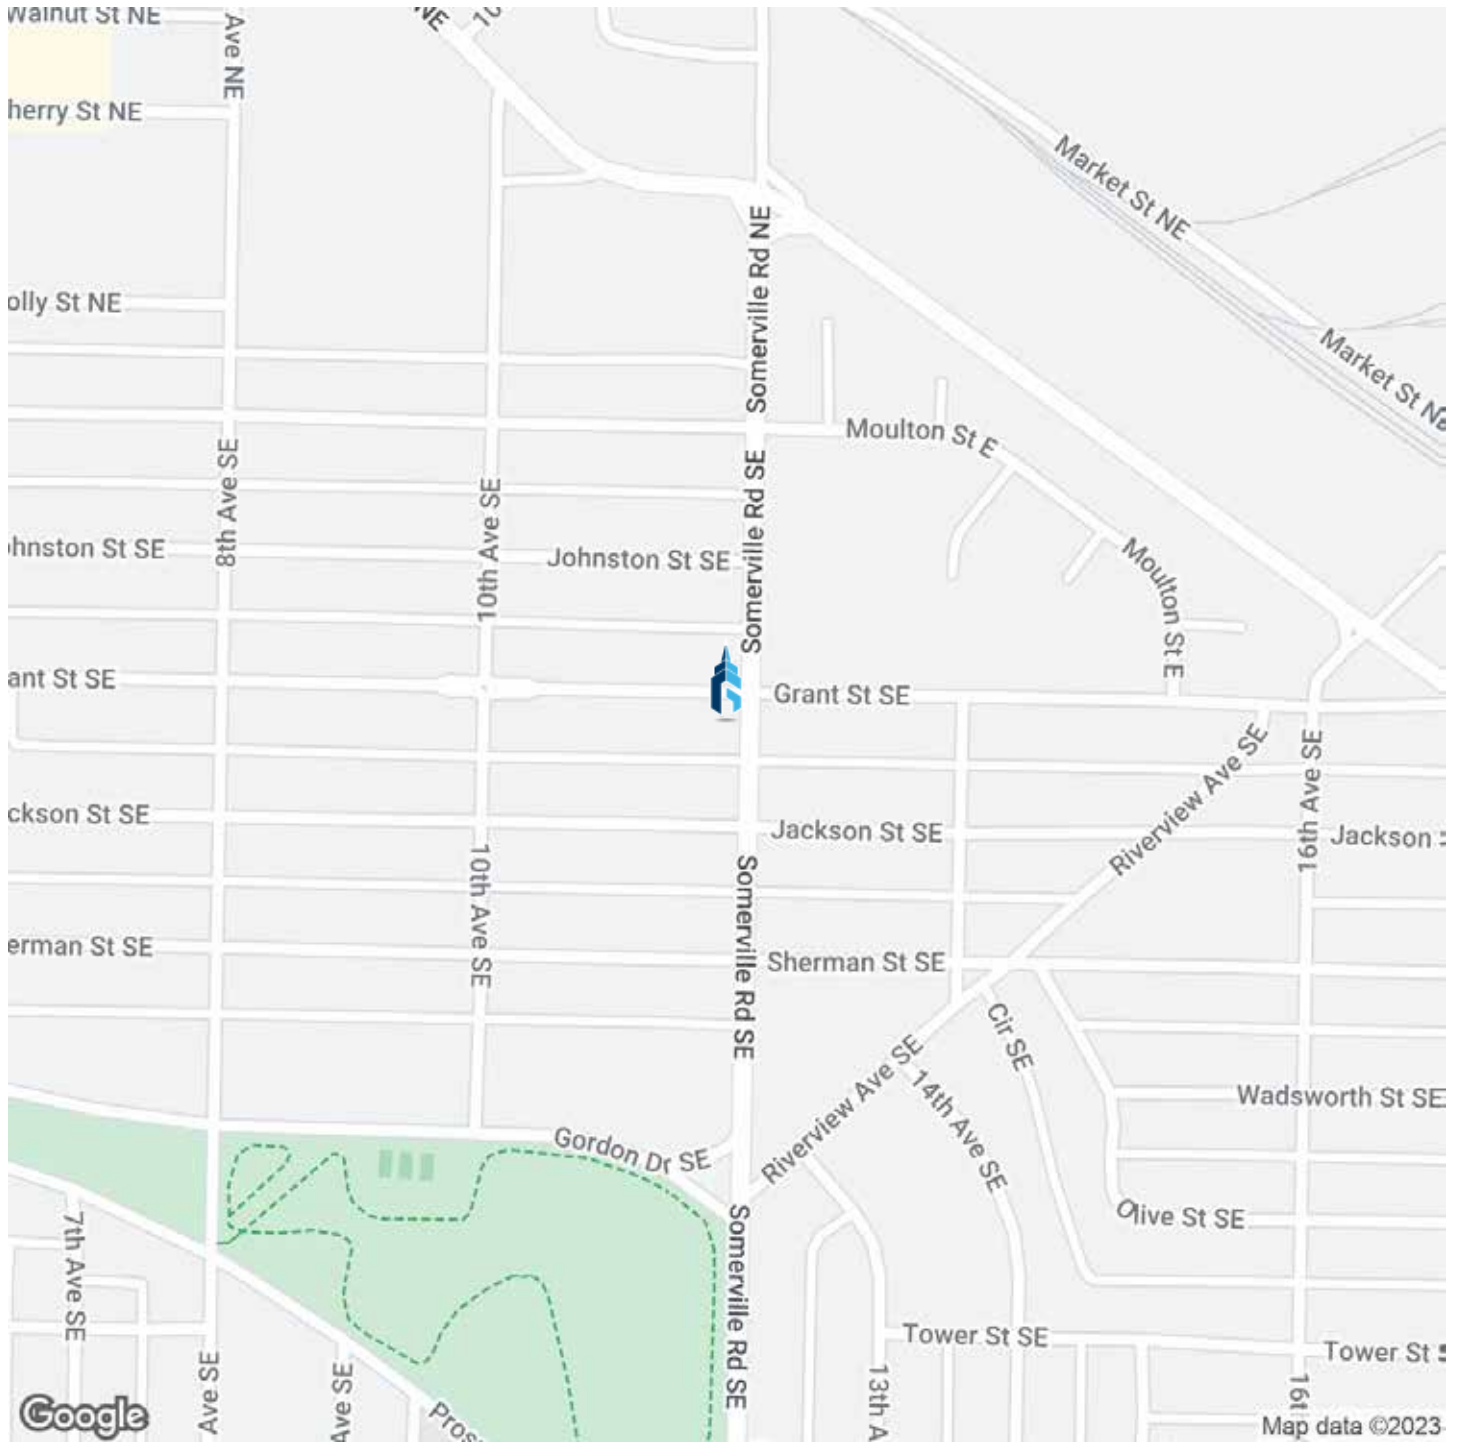 Walnut St NE
Ave NE
NE
10
herry St NE
Market St NE
Somerville Rd NE
olly St NE
Market St NE
Moulton St E
8th Ave SE
10th Ave SE
Somerville Rd SE
hnston St SE
Johnston St SE
Moulton St E
ant St SE
Grant St SE
Riverview Ave SE
16th Ave SE
ckson St SE
Jackson St SE
Jackson
10th Ave SE
Somerville Rd SE
erman St SE
Sherman St SE
Cir SE
Riverview Ave SE
14th Ave SE
Wadsworth St SE
Gordon Dr SE
Olive St SE
7th Ave SE
Somerville Rd SE
Tower St SE
Tower St
Ave SE
Ave SE
13th A
16t
Pros
Google
Map data ©2023